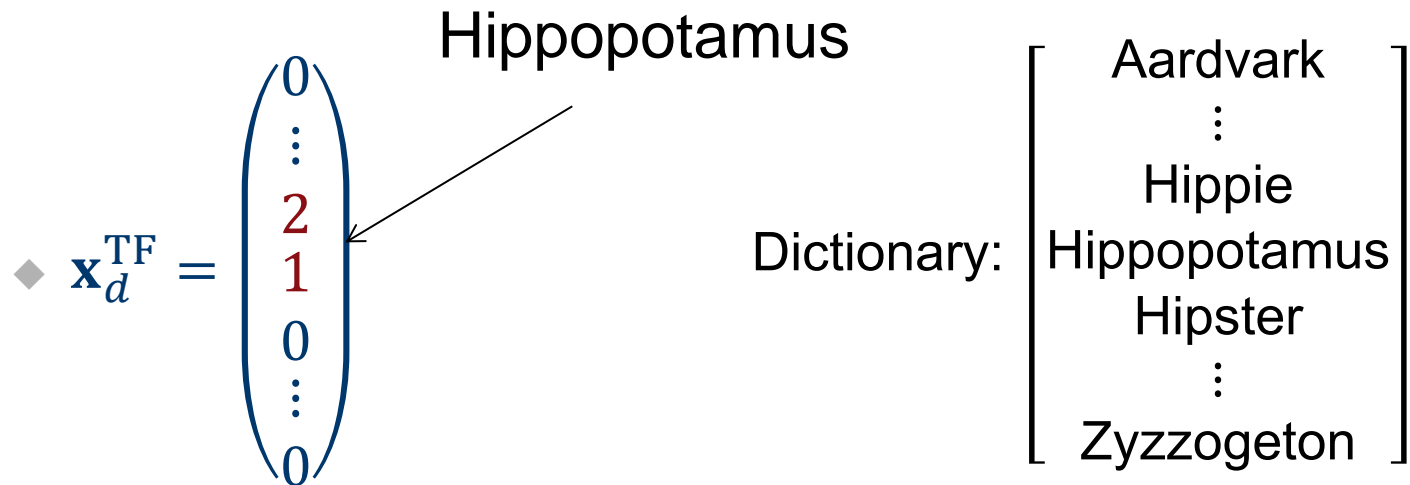 Hippopotamus
◆ x_d^TF = (0
⋮
2
1
0
⋮
0)
Dictionary: [Aardvark
⋮
Hippie
Hippopotamus
Hipster
⋮
Zyzzogeton]